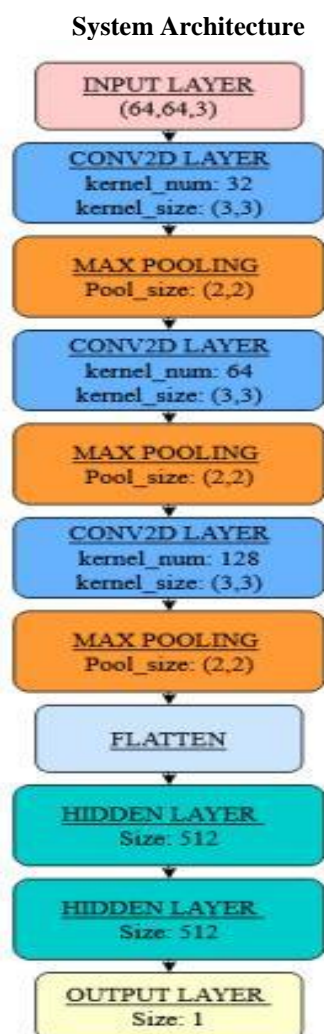 System Architecture
INPUT LAYER
(64,64,3)
CONV2D LAYER
kernel_num: 32
kernel_size: (3,3)
MAX POOLING
Pool_size: (2,2)
CONV2D LAYER
kernel_num: 64
kernel_size: (3,3)
MAX POOLING
Pool_size: (2,2)
CONV2D LAYER
kernel_num: 128
kernel_size: (3,3)
MAX POOLING
Pool_size: (2,2)
FLATTEN
HIDDEN LAYER
Size: 512
HIDDEN LAYER
Size: 512
OUTPUT LAYER
Size: 1